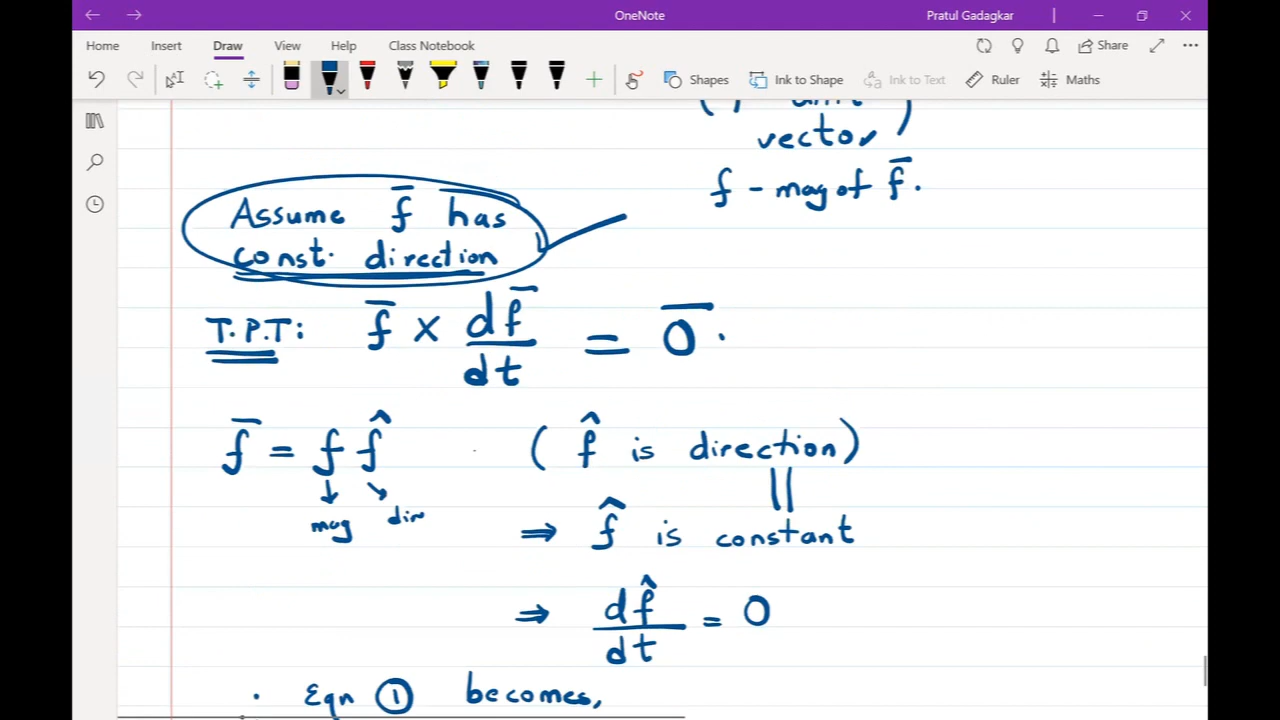 OneNote
Pratul Gadagkar
Home Insert Draw View Help Class Notebook
Share
Shapes Ink to Shape Ink to Text Ruler Maths
unit
vector
f - mag of f̄.
Assume f̄ has
const. direction
T.P.T: f̄ × df̄/dt = 0̄.
f̄ = f f̂ ( f̂ is direction)
mag dirⁿ
⇒ f̂ is constant
⇒ df̂/dt = 0
Eqn ① becomes,